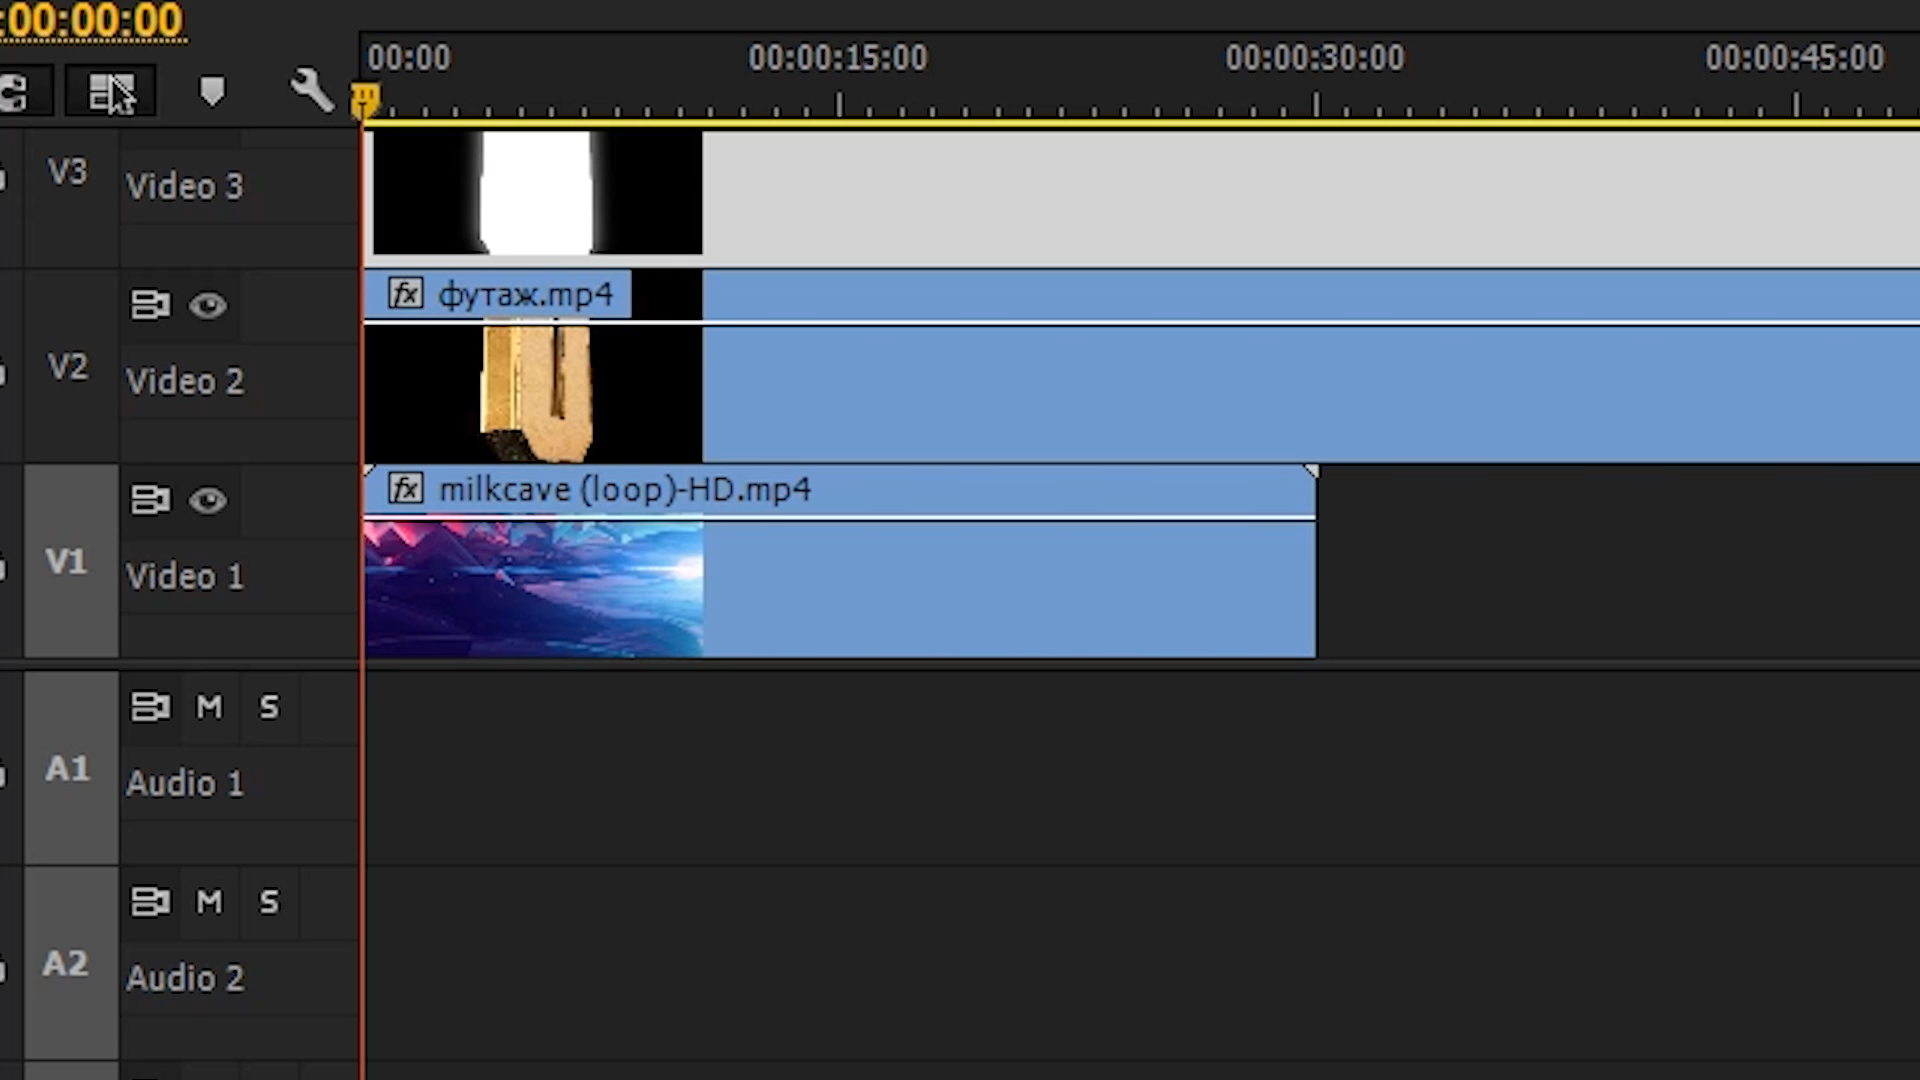 :00:00:00
00:00 00:00:15:00 00:00:30:00 00:00:45:00
V3 Video 3
fx футаж.mp4
V2 Video 2
fx milkcave (loop)-HD.mp4
V1 Video 1
M S
A1 Audio 1
M S
A2 Audio 2